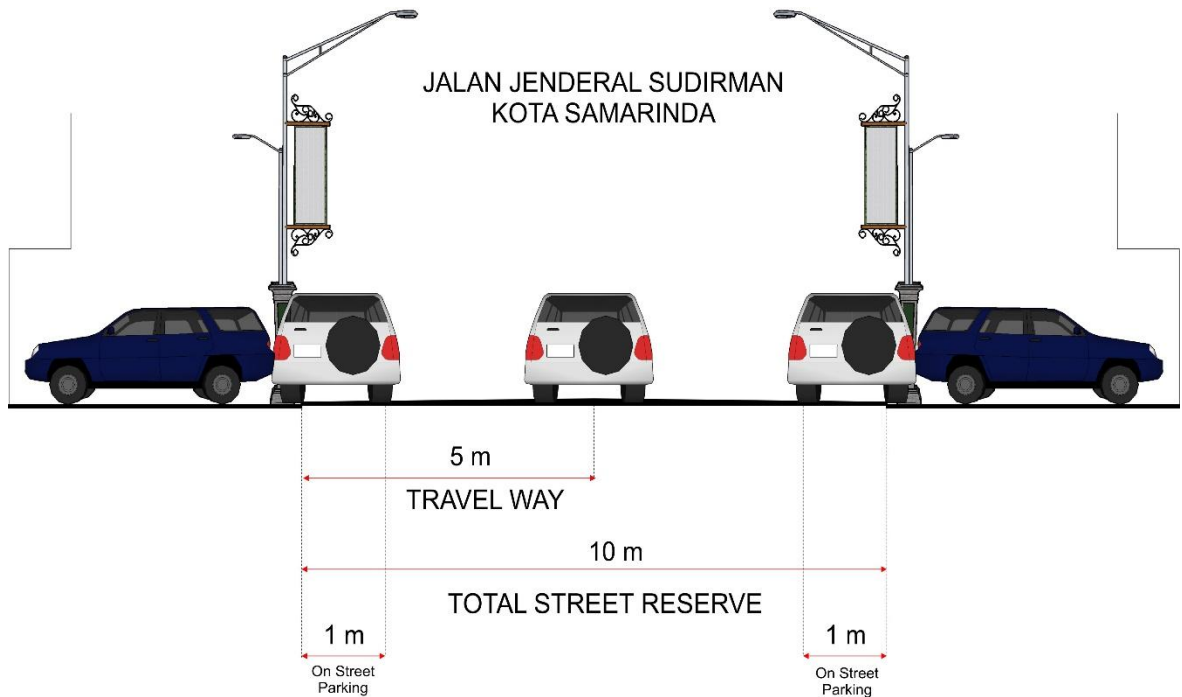 JALAN JENDERAL SUDIRMAN
KOTA SAMARINDA
5 m
TRAVEL WAY
10 m
TOTAL STREET RESERVE
1 m
On Street
Parking
1 m
On Street
Parking